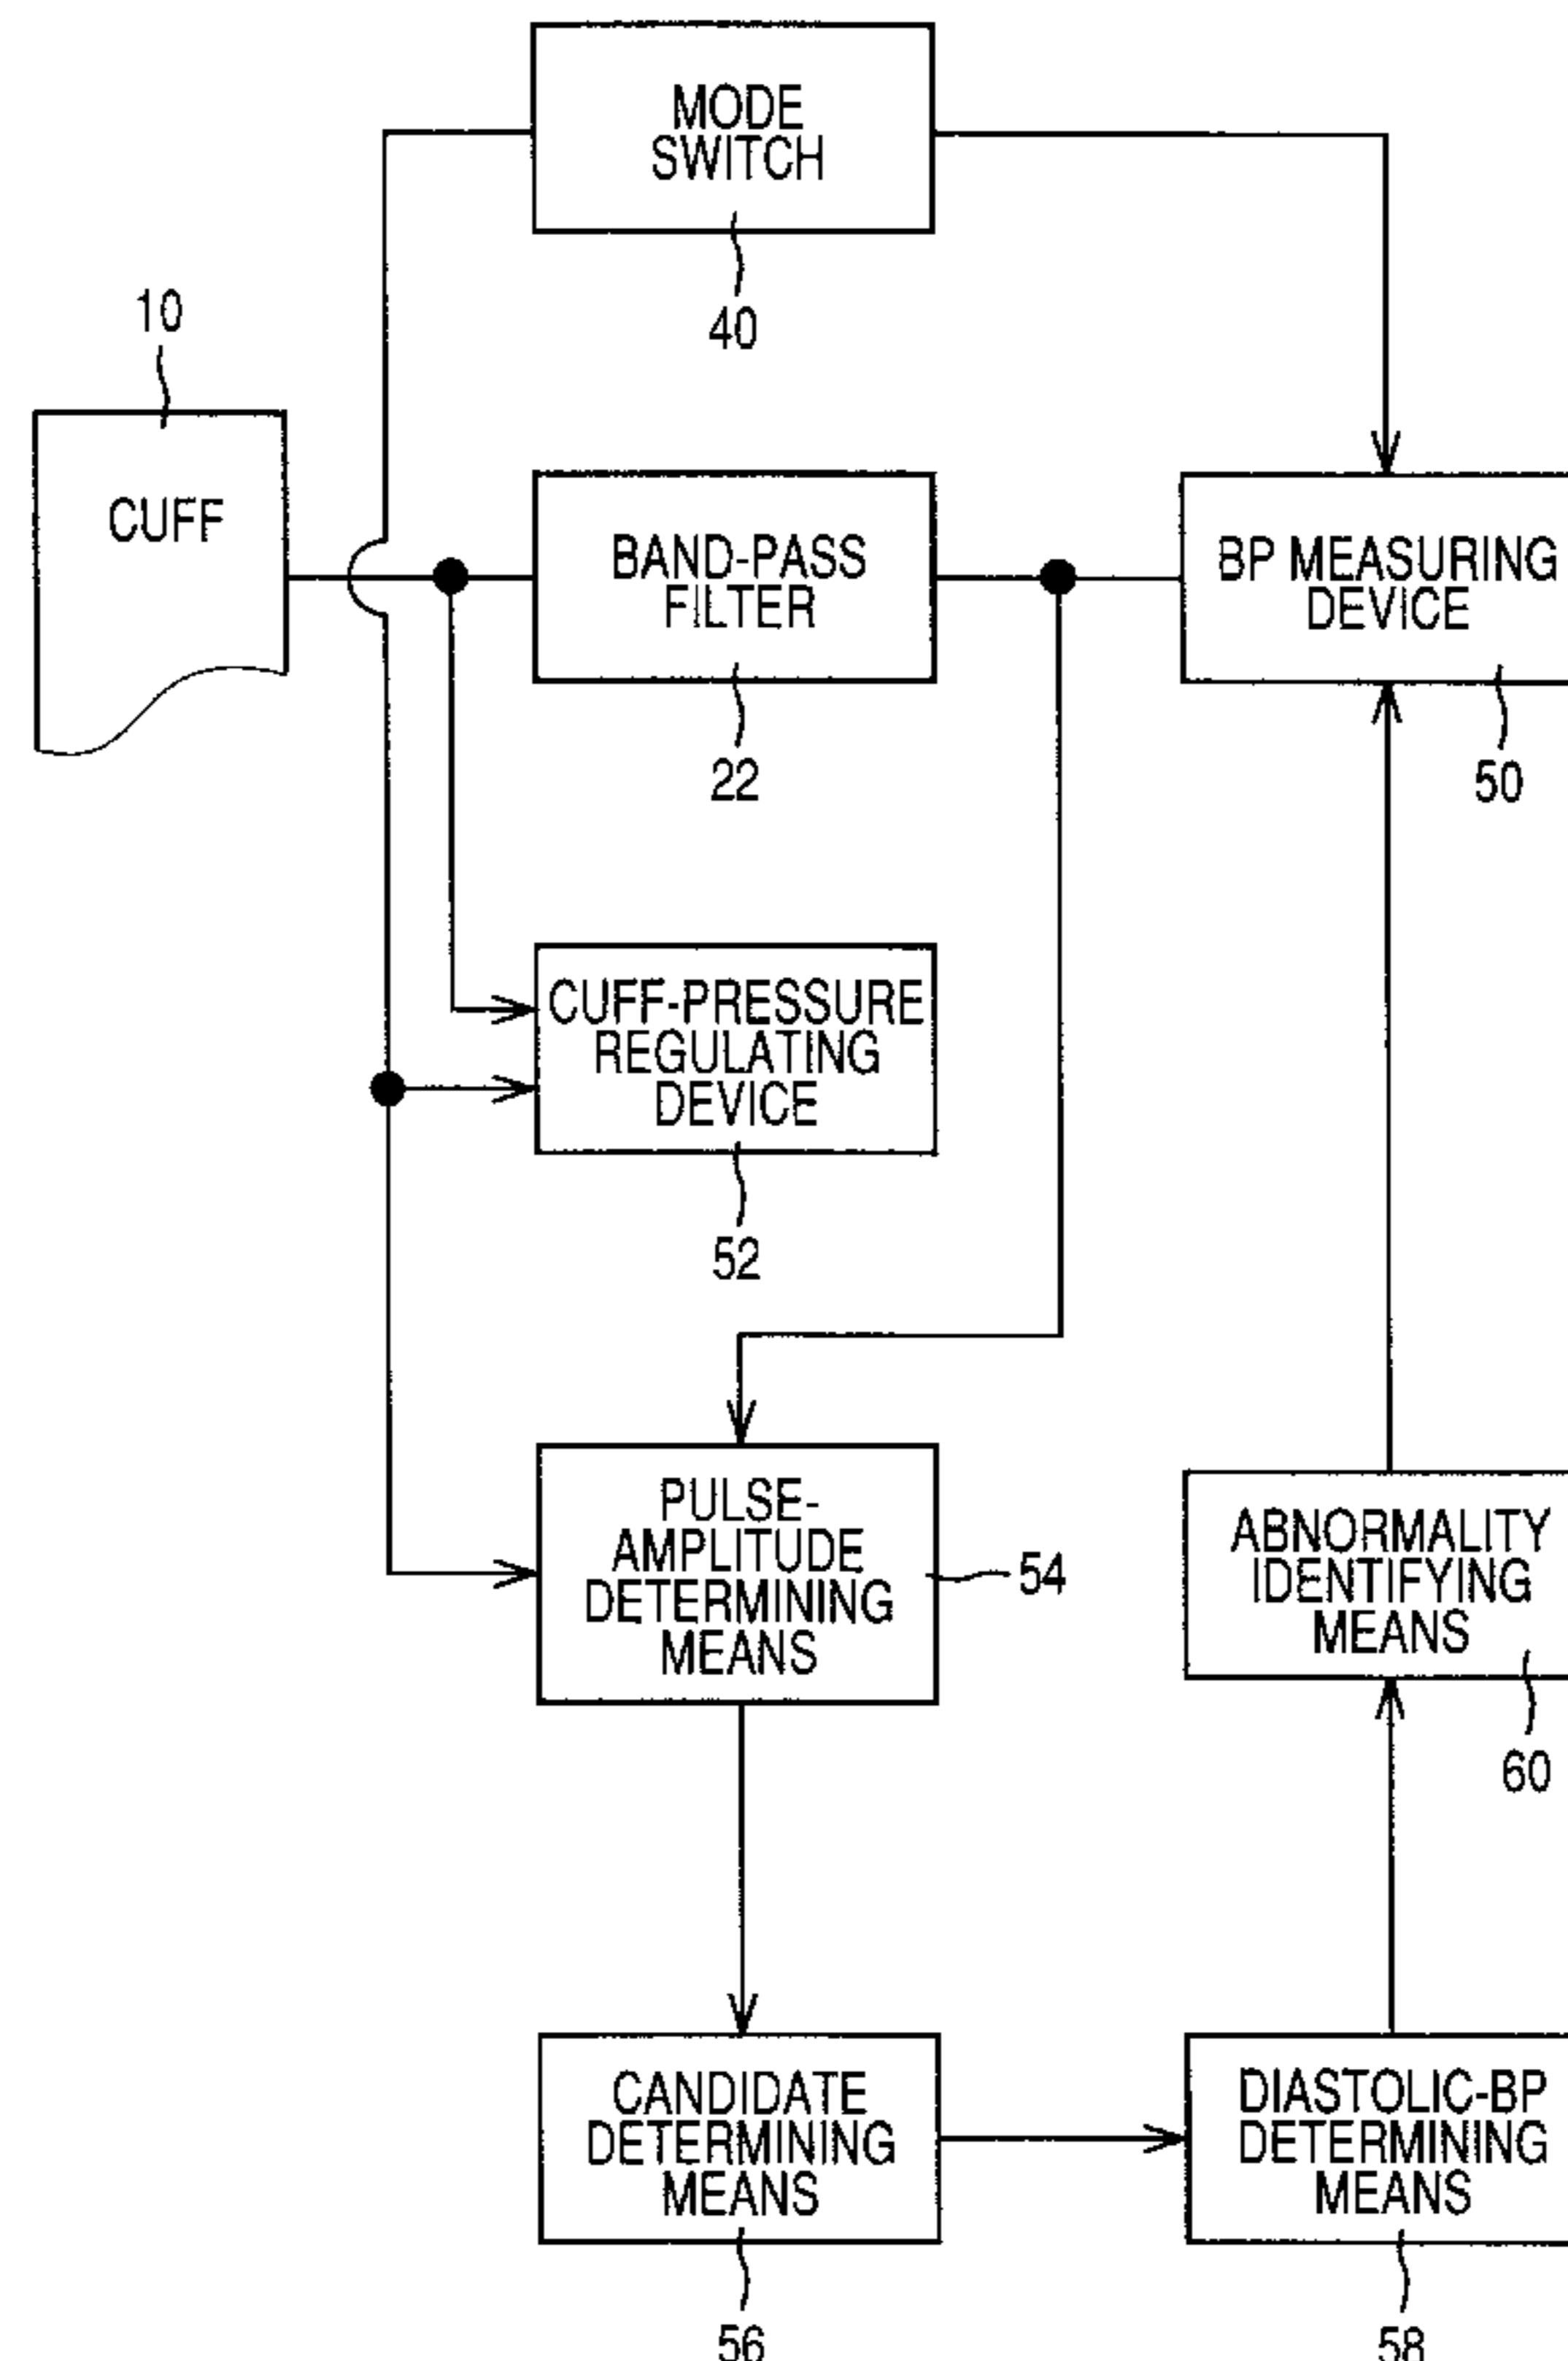 MODE
SWITCH
40
10
CUFF
BAND-PASS
FILTER
22
BP MEASURING
DEVICE
50
CUFF-PRESSURE
REGULATING
DEVICE
52
PULSE-
AMPLITUDE
DETERMINING
MEANS
54
ABNORMALITY
IDENTIFYING
MEANS
60
CANDIDATE
DETERMINING
MEANS
56
DIASTOLIC-BP
DETERMINING
MEANS
58